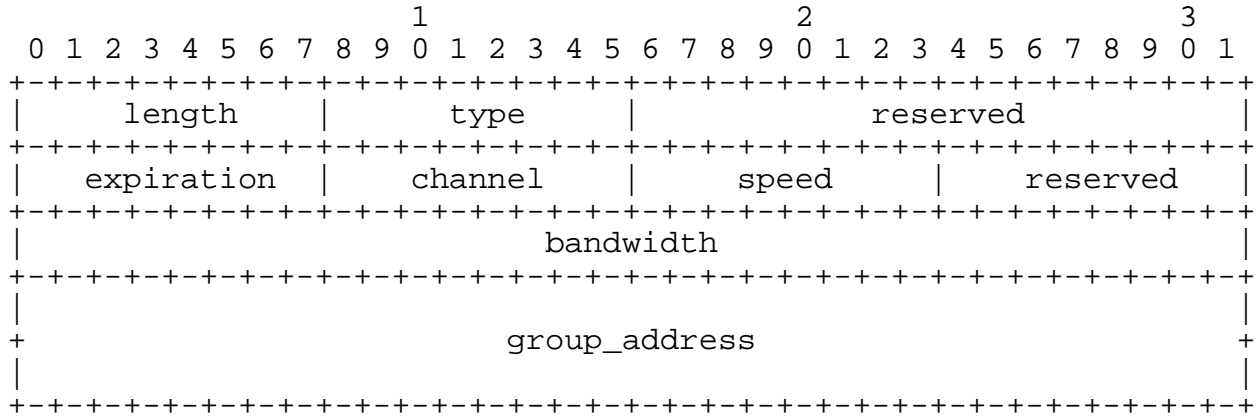 1                   2                   3
 0 1 2 3 4 5 6 7 8 9 0 1 2 3 4 5 6 7 8 9 0 1 2 3 4 5 6 7 8 9 0 1
+-+-+-+-+-+-+-+-+-+-+-+-+-+-+-+-+-+-+-+-+-+-+-+-+-+-+-+-+-+-+-+-+
|     length    |      type     |            reserved           |
+-+-+-+-+-+-+-+-+-+-+-+-+-+-+-+-+-+-+-+-+-+-+-+-+-+-+-+-+-+-+-+-+
|   expiration  |    channel    |     speed     |    reserved   |
+-+-+-+-+-+-+-+-+-+-+-+-+-+-+-+-+-+-+-+-+-+-+-+-+-+-+-+-+-+-+-+-+
|                           bandwidth                           |
+-+-+-+-+-+-+-+-+-+-+-+-+-+-+-+-+-+-+-+-+-+-+-+-+-+-+-+-+-+-+-+-+
|                                                               |
+                         group_address                         +
|                                                               |
+-+-+-+-+-+-+-+-+-+-+-+-+-+-+-+-+-+-+-+-+-+-+-+-+-+-+-+-+-+-+-+-+